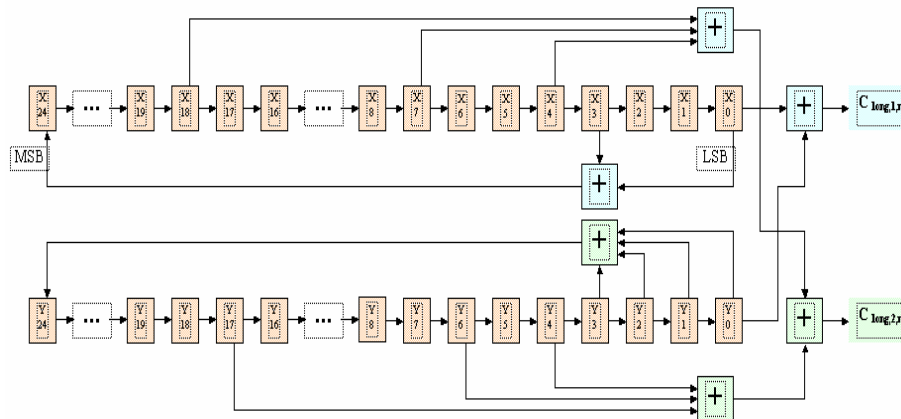 +
X 24 ... X 19 X 18 X 17 X 16 ... X 8 X 7 X 6 X 5 X 4 X 3 X 2 X 1 X 0 + C long,1,n
MSB LSB
+
+
Y 24 ... Y 19 Y 18 Y 17 Y 16 ... Y 8 Y 7 Y 6 Y 5 Y 4 Y 3 Y 2 Y 1 Y 0 + C long,2,n
+